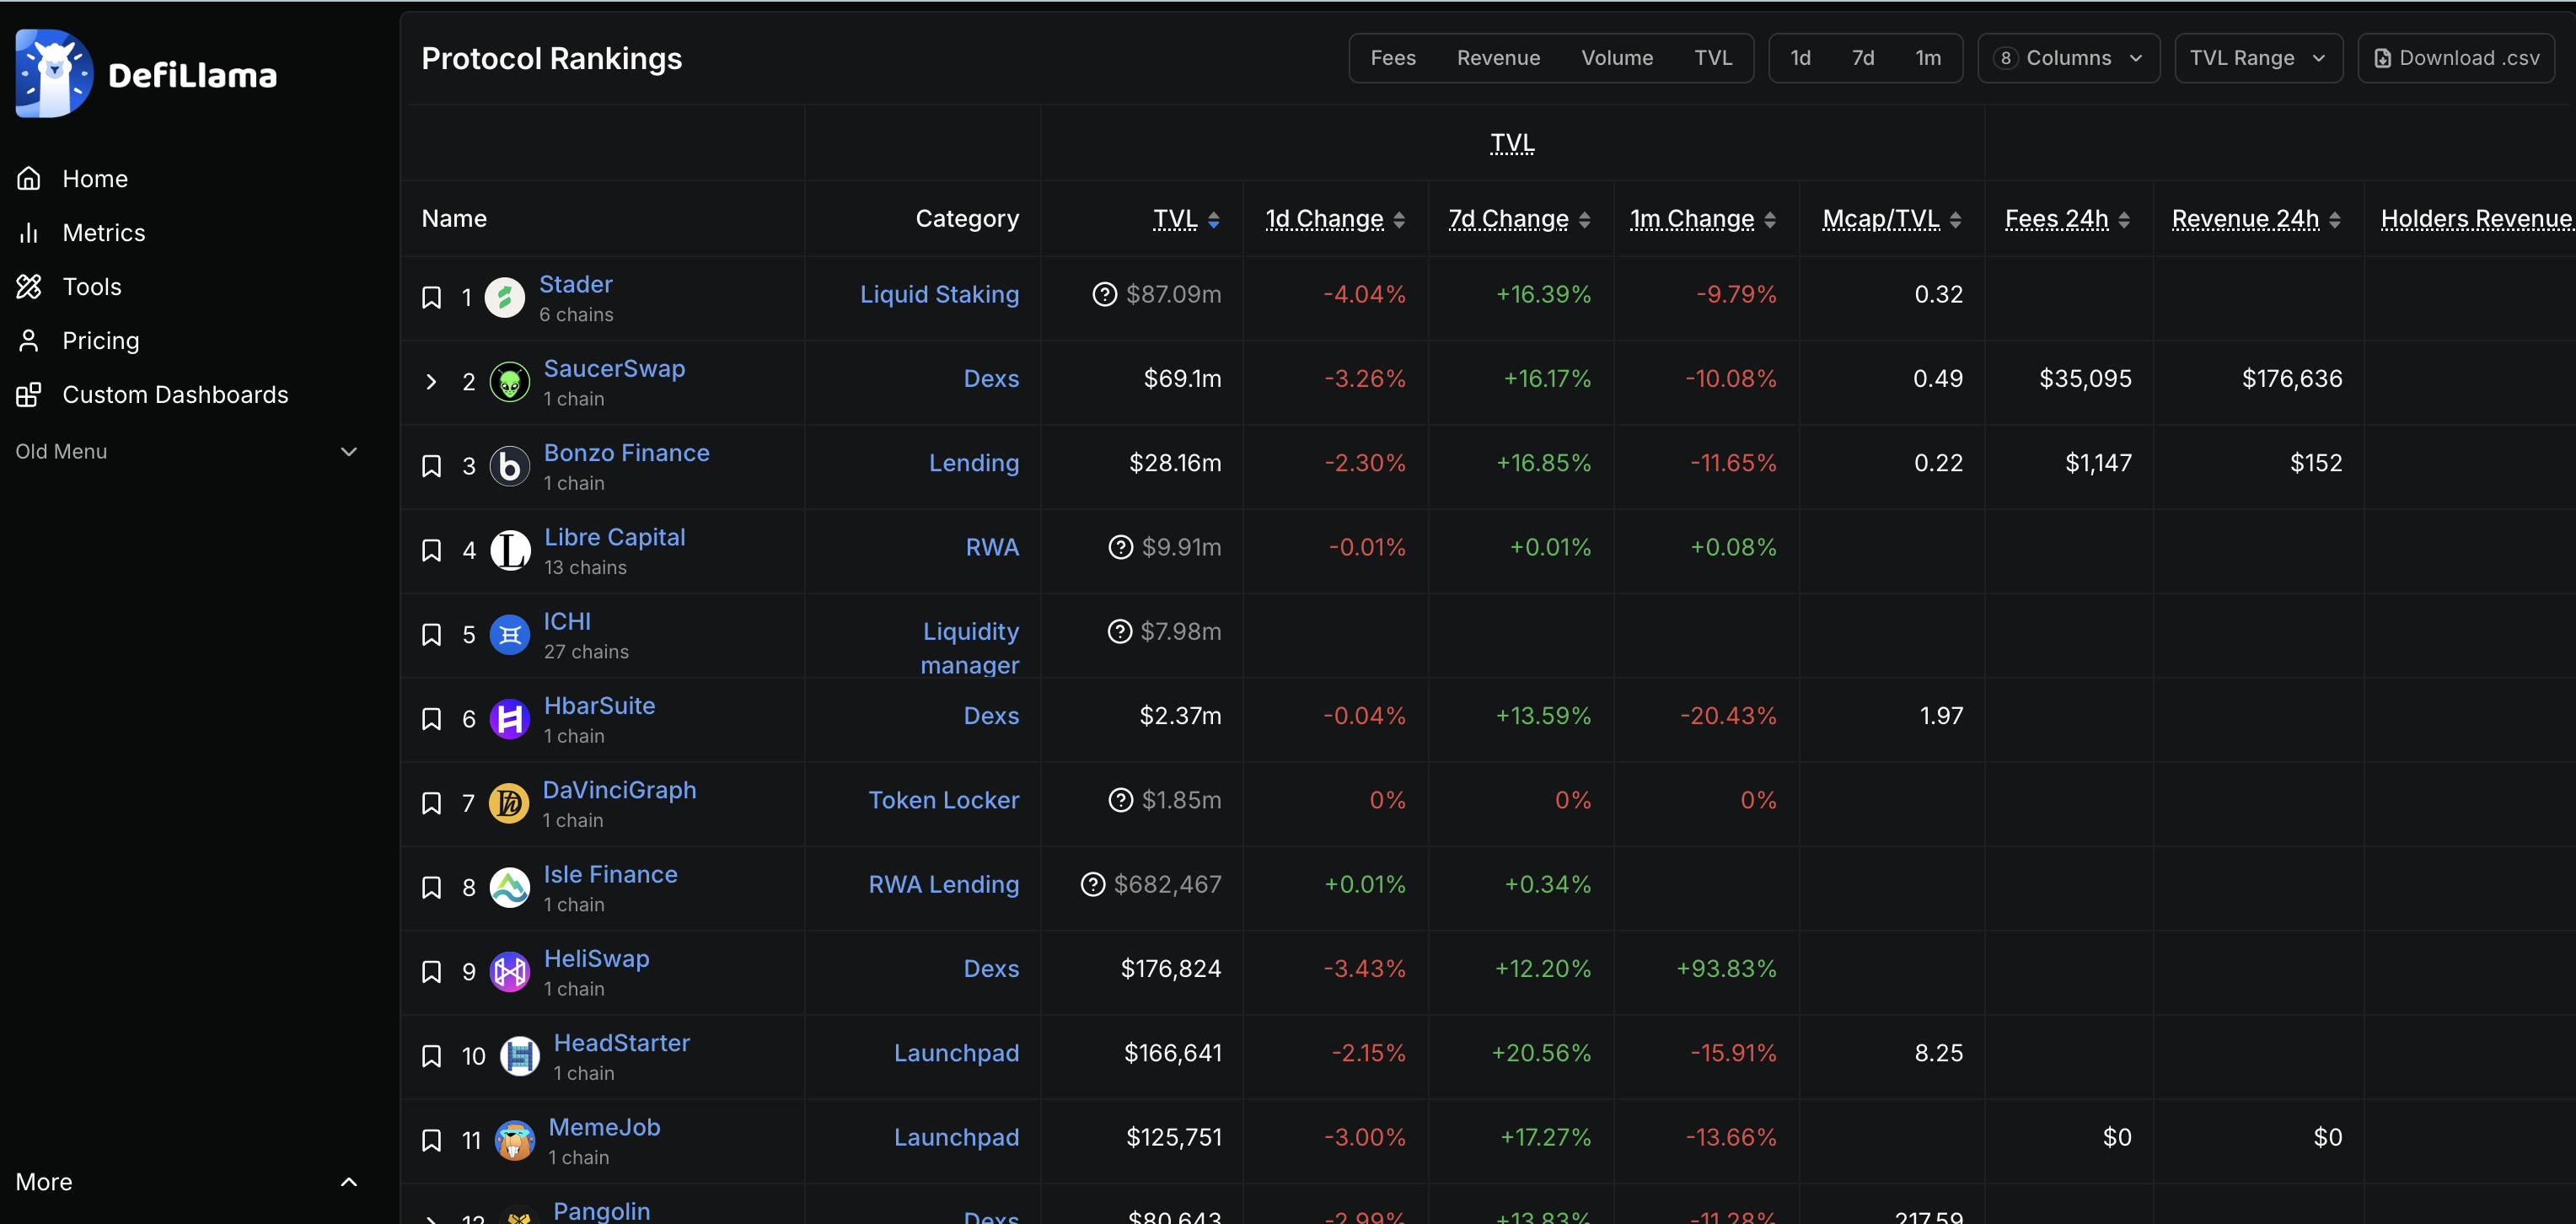 DefiLlama
Home
Metrics
Tools
Pricing
Custom Dashboards
Old Menu
More
Protocol Rankings
Fees Revenue Volume TVL 1d 7d 1m 8 Columns TVL Range Download .csv
TVL
Name Category TVL 1d Change 7d Change 1m Change Mcap/TVL Fees 24h Revenue 24h Holders Revenue
1 Stader Liquid Staking $87.09m -4.04% +16.39% -9.79% 0.32
6 chains
2 SaucerSwap Dexs $69.1m -3.26% +16.17% -10.08% 0.49 $35,095 $176,636
1 chain
3 Bonzo Finance Lending $28.16m -2.30% +16.85% -11.65% 0.22 $1,147 $152
1 chain
4 Libre Capital RWA $9.91m -0.01% +0.01% +0.08%
13 chains
5 ICHI Liquidity $7.98m
27 chains manager
6 HbarSuite Dexs $2.37m -0.04% +13.59% -20.43% 1.97
1 chain
7 DaVinciGraph Token Locker $1.85m 0% 0% 0%
1 chain
8 Isle Finance RWA Lending $682,467 +0.01% +0.34%
1 chain
9 HeliSwap Dexs $176,824 -3.43% +12.20% +93.83%
1 chain
10 HeadStarter Launchpad $166,641 -2.15% +20.56% -15.91% 8.25
1 chain
11 MemeJob Launchpad $125,751 -3.00% +17.27% -13.66% $0 $0
1 chain
12 Pangolin Dexs $80,643 -2.99% +13.83% -11.28% 217.59